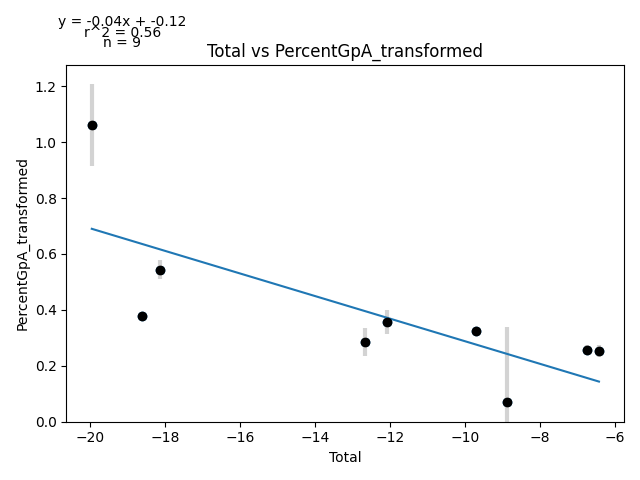 y = -0.04x + -0.12
r^2 = 0.56
n = 9
Total vs PercentGpA_transformed
PercentGpA_transformed
1.2
1.0
0.8
0.6
0.4
0.2
0.0
−20
−18
−16
−14
−12
−10
−8
−6
Total